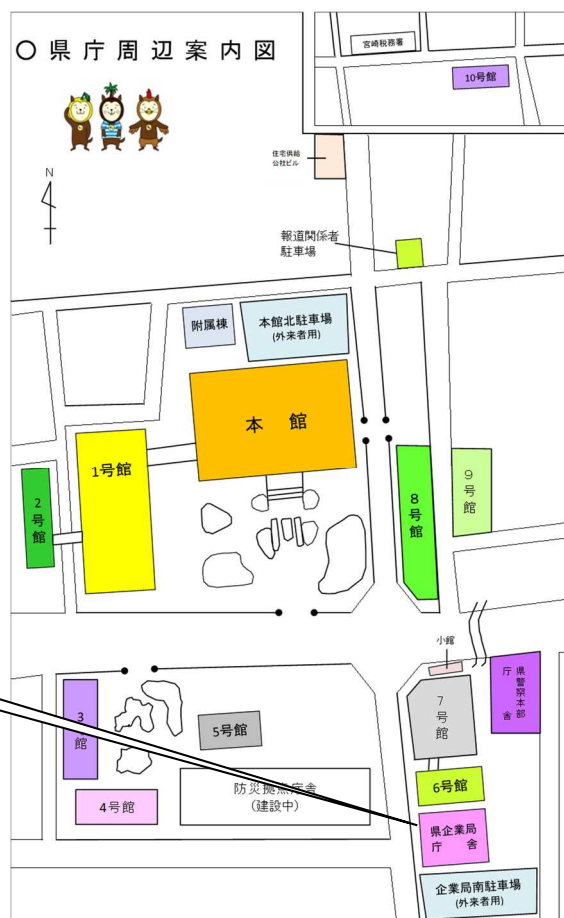 ○県庁周辺案内図
宮崎税務署
10号館
住宅供給
公社ビル
N
報道関係者
駐車場
附属棟
本館北駐車場
(外来者用)
本館
1号館
2号館
8号館
9号館
小館
県警察本部
庁舎
7号館
3号館
5号館
防災拠点庁舎
(建設中)
4号館
6号館
県企業局
庁舎
企業局南駐車場
(外来者用)